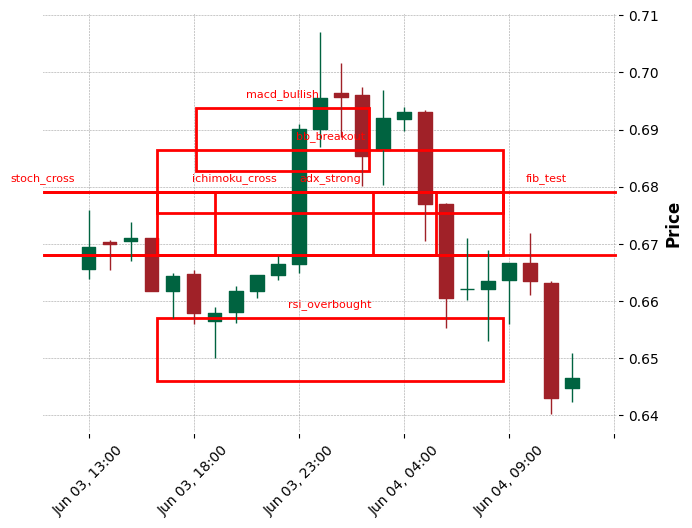 0.71
0.70
macd_bullish
0.69
stoch_cross
ichimoku_cross
adx_strong
fib_test
0.68
Price
0.67
0.66
rsi_overbought
0.65
0.64
Jun 03, 13:00
Jun 03, 18:00
Jun 03, 23:00
Jun 04, 04:00
Jun 04, 09:00